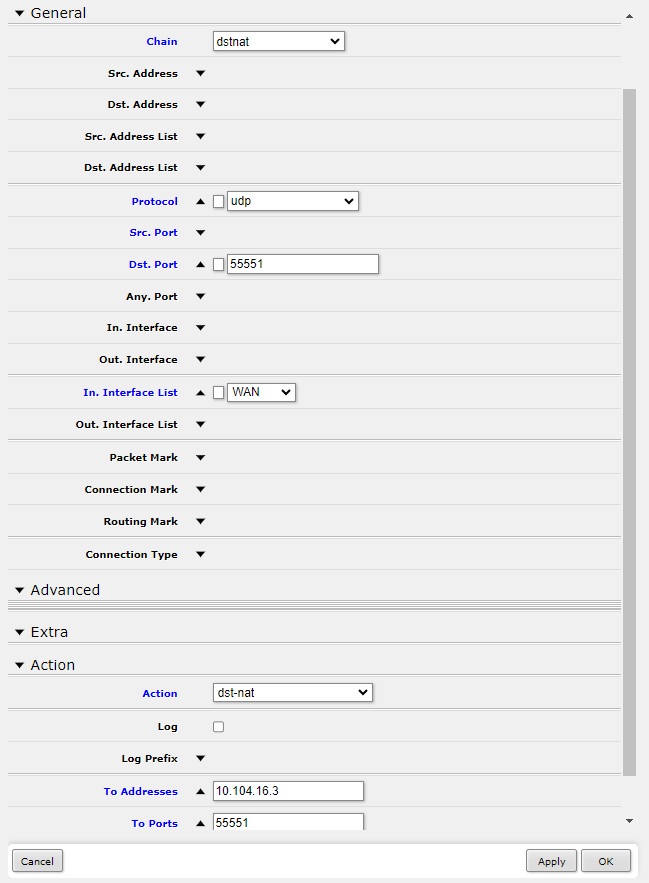 General
Chain dstnat
Src. Address
Dst. Address
Src. Address List
Dst. Address List
Protocol udp
Src. Port
Dst. Port 55551
Any. Port
In. Interface
Out. Interface
In. Interface List WAN
Out. Interface List
Packet Mark
Connection Mark
Routing Mark
Connection Type
Advanced
Extra
Action
Action dst-nat
Log
Log Prefix
To Addresses 10.104.16.3
To Ports 55551
Cancel Apply OK